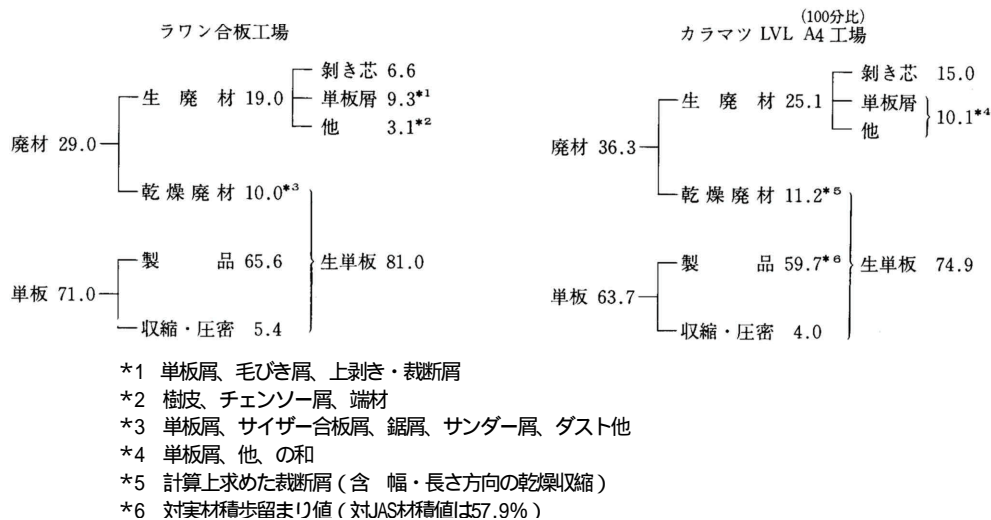 ラワン合板工場
廃材 29.0
生廃材 19.0
剝き芯 6.6
単板屑 9.3*1
他 3.1*2
乾燥廃材 10.0*3
単板 71.0
製品 65.6
収縮・圧密 5.4
生単板 81.0
(100分比)
カラマツ LVL A4 工場
廃材 36.3
生廃材 25.1
剝き芯 15.0
単板屑
他
10.1*4
乾燥廃材 11.2*5
単板 63.7
製品 59.7*6
収縮・圧密 4.0
生単板 74.9
*1 単板屑、毛びき屑、上剥き・裁断屑
*2 樹皮、チェンソー屑、端材
*3 単板屑、サイザー合板屑、鋸屑、サンダー屑、ダスト他
*4 単板屑、他、の和
*5 計算上求めた裁断屑(含 幅・長さ方向の乾燥収縮)
*6 対実材積歩留まり値(対JAS材積値は57.9%)